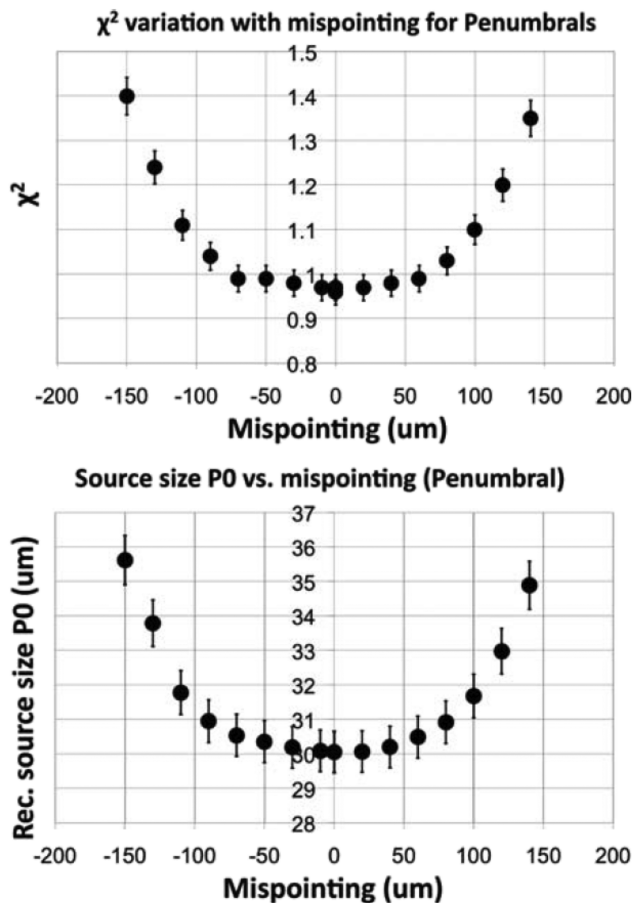 χ² variation with mispointing for Penumbrals
1.5
1.4
1.3
1.2
1.1
1
0.9
0.8
χ²
-200 -150 -100 -50 0 50 100 150 200
Mispointing (um)
Source size P0 vs. mispointing (Penumbral)
37
36
35
34
33
32
31
30
29
28
Rec. source size P0 (um)
-200 -150 -100 -50 0 50 100 150 200
Mispointing (um)